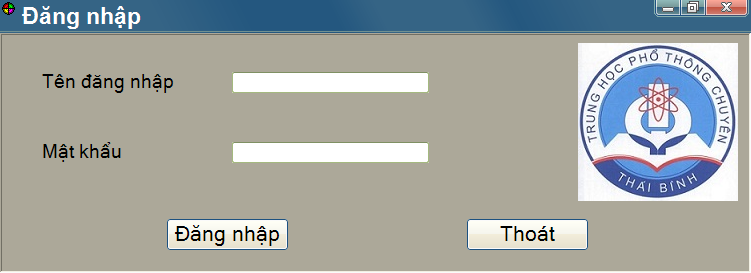 Đăng nhập
Tên đăng nhập
Mật khẩu
TRUNG HỌC PHỔ THÔNG CHUYÊN
THÁI BÌNH
Đăng nhập
Thoát